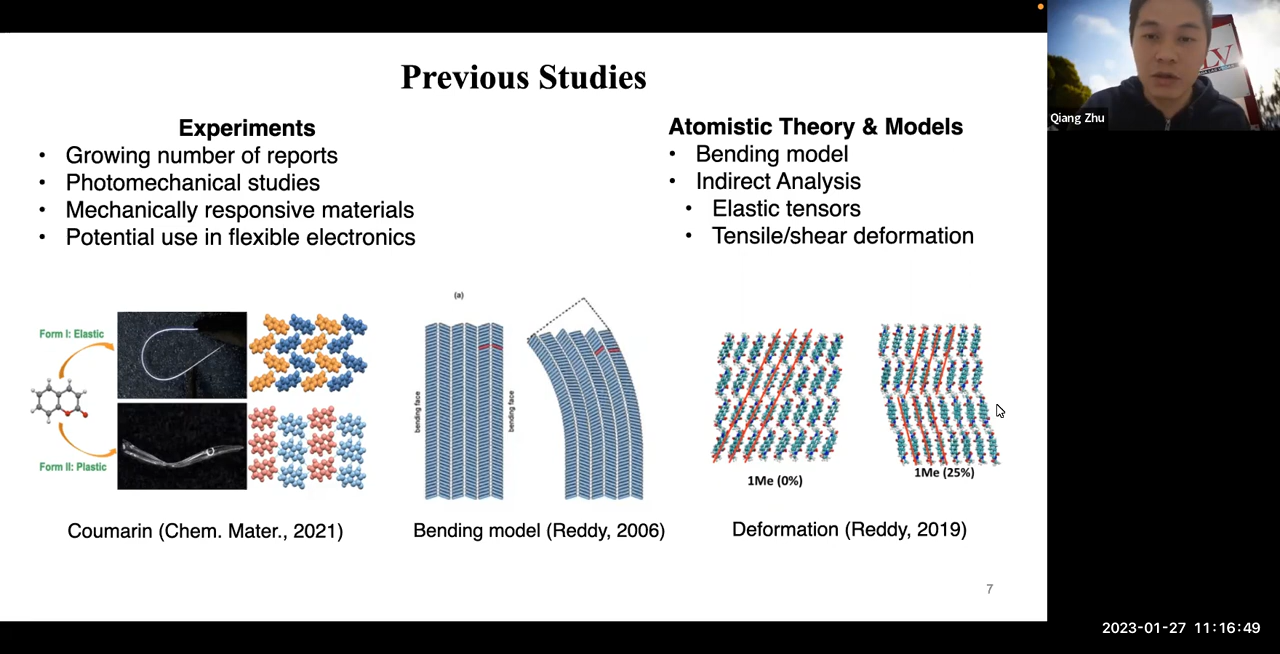 Previous Studies
Experiments
• Growing number of reports
• Photomechanical studies
• Mechanically responsive materials
• Potential use in flexible electronics
Atomistic Theory & Models
• Bending model
• Indirect Analysis
• Elastic tensors
• Tensile/shear deformation
Form I: Elastic
Form II: Plastic
(a)
bending face
bending face
1Me (0%)
1Me (25%)
Coumarin (Chem. Mater., 2021)
Bending model (Reddy, 2006)
Deformation (Reddy, 2019)
7
LV
Qiang Zhu
2023-01-27 11:16:49